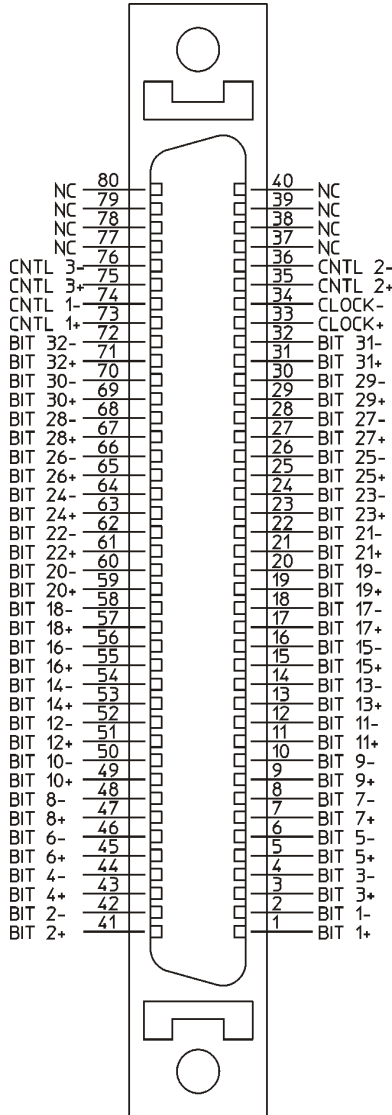 NC 80 40 NC
NC 79 39 NC
NC 78 38 NC
NC 77 37 NC
CNTL 3- 76 36 CNTL 2-
CNTL 3+ 75 35 CNTL 2+
CNTL 1- 74 34 CLOCK-
CNTL 1+ 73 33 CLOCK+
BIT 32- 72 32 BIT 31-
BIT 32+ 71 31 BIT 31+
BIT 30- 70 30 BIT 29-
BIT 30+ 69 29 BIT 29+
BIT 28- 68 28 BIT 27-
BIT 28+ 67 27 BIT 27+
BIT 26- 66 26 BIT 25-
BIT 26+ 65 25 BIT 25+
BIT 24- 64 24 BIT 23-
BIT 24+ 63 23 BIT 23+
BIT 22- 62 22 BIT 21-
BIT 22+ 61 21 BIT 21+
BIT 20- 60 20 BIT 19-
BIT 20+ 59 19 BIT 19+
BIT 18- 58 18 BIT 17-
BIT 18+ 57 17 BIT 17+
BIT 16- 56 16 BIT 15-
BIT 16+ 55 15 BIT 15+
BIT 14- 54 14 BIT 13-
BIT 14+ 53 13 BIT 13+
BIT 12- 52 12 BIT 11-
BIT 12+ 51 11 BIT 11+
BIT 10- 50 10 BIT 9-
BIT 10+ 49 9 BIT 9+
BIT 8- 48 8 BIT 7-
BIT 8+ 47 7 BIT 7+
BIT 6- 46 6 BIT 5-
BIT 6+ 45 5 BIT 5+
BIT 4- 44 4 BIT 3-
BIT 4+ 43 3 BIT 3+
BIT 2- 42 2 BIT 1-
BIT 2+ 41 1 BIT 1+